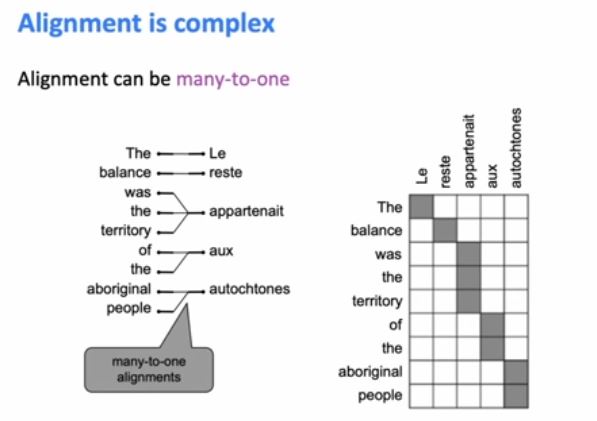 Alignment is complex
Alignment can be many-to-one
The Le
balance reste
was
the appartenait
territory
of aux
the
aboriginal autochtones
people
many-to-one
alignments
Le
reste
appartenait
aux
autochtones
The
balance
was
the
territory
of
the
aboriginal
people